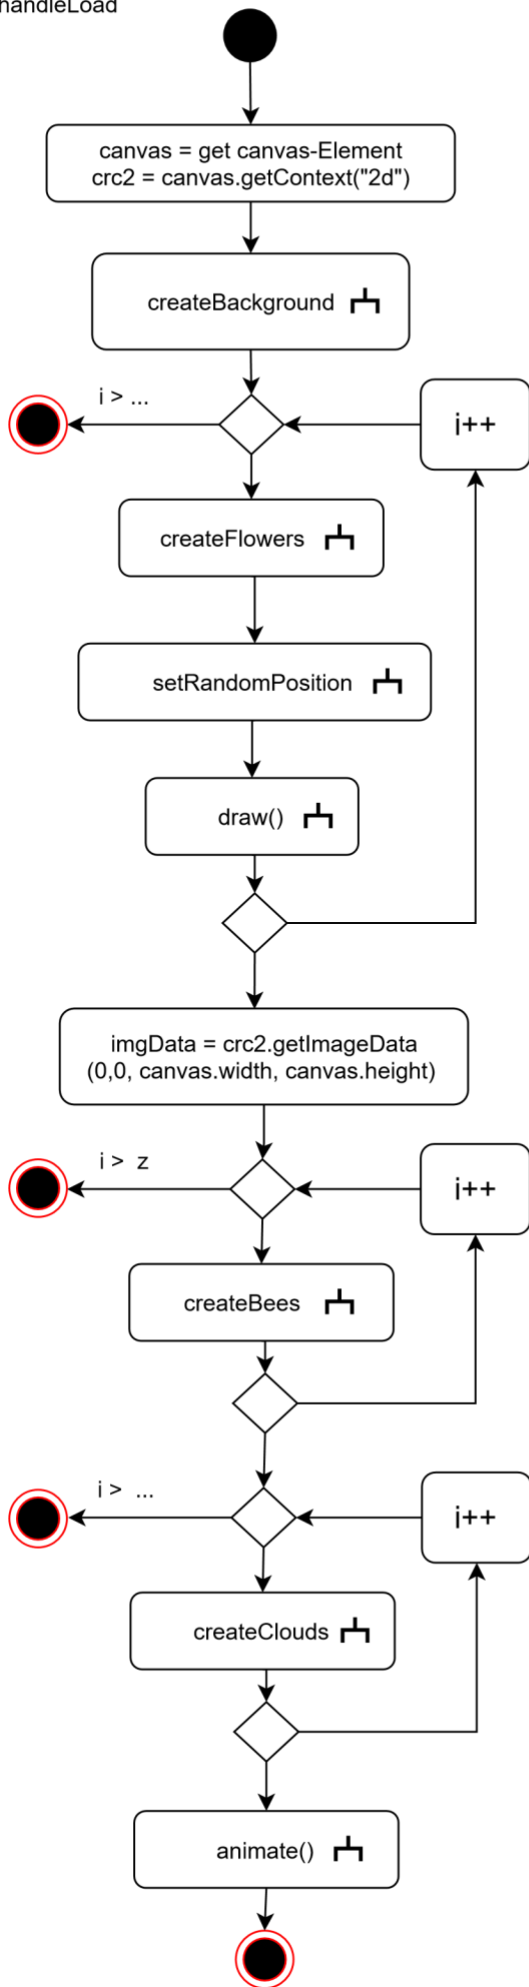 handleLoad
canvas = get canvas-Element
crc2 = canvas.getContext("2d")
createBackground
i > ...
i++
createFlowers
setRandomPosition
draw()
imgData = crc2.getImageData
(0,0, canvas.width, canvas.height)
i > z
i++
createBees
i > ...
i++
createClouds
animate()